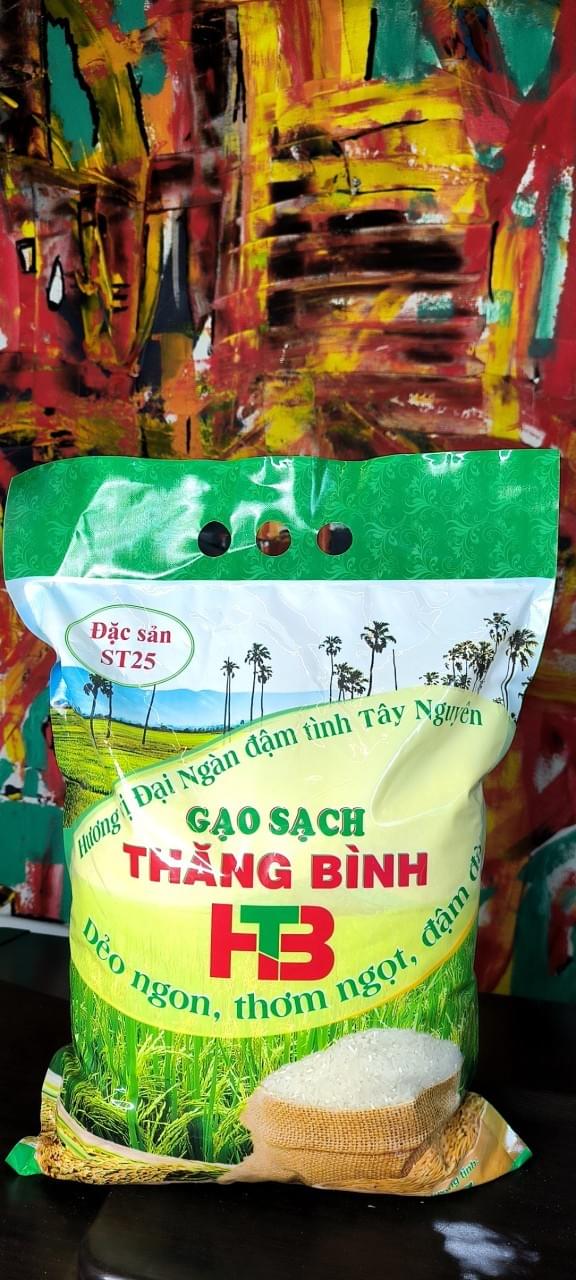 Đặc sản
ST25
Hương vị Đại Ngàn đậm tình Tây Nguyên
GẠO SẠCH
THĂNG BÌNH
HTB
Dẻo ngon, thơm ngọt, đậm đà